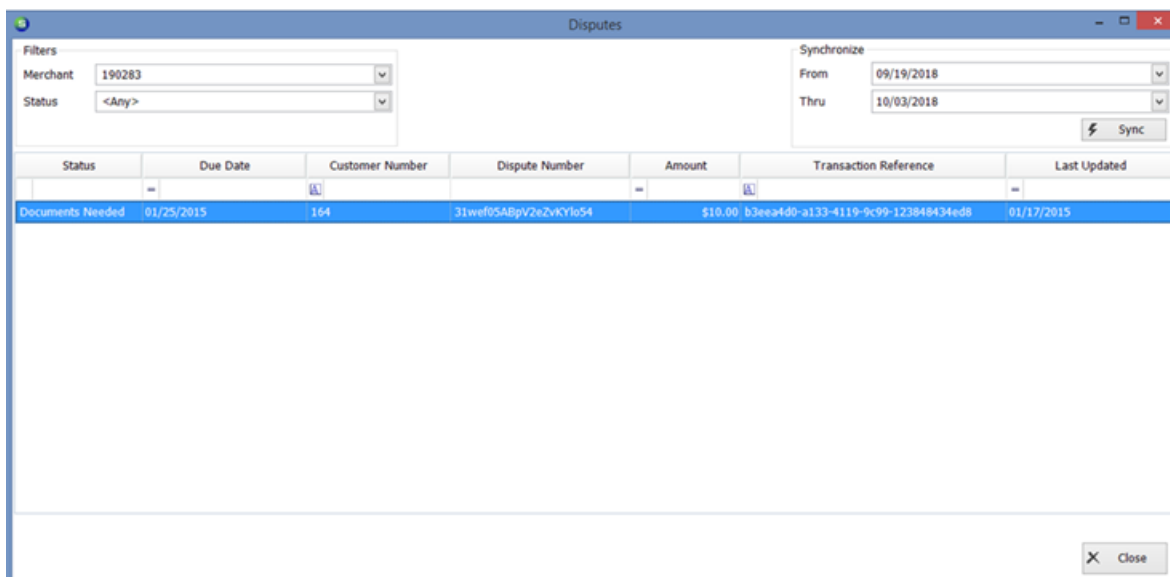 Disputes
Filters
Merchant 190283
Status <Any>
Synchronize
From 09/19/2018
Thru 10/03/2018
Sync
Status Due Date Customer Number Dispute Number Amount Transaction Reference Last Updated
= A = A =
Documents Needed 01/25/2015 164 31wef05ABpV2eZvKYlo54 $10.00 b3eea4d0-a133-4119-9c99-123848434ed8 01/17/2015
Close